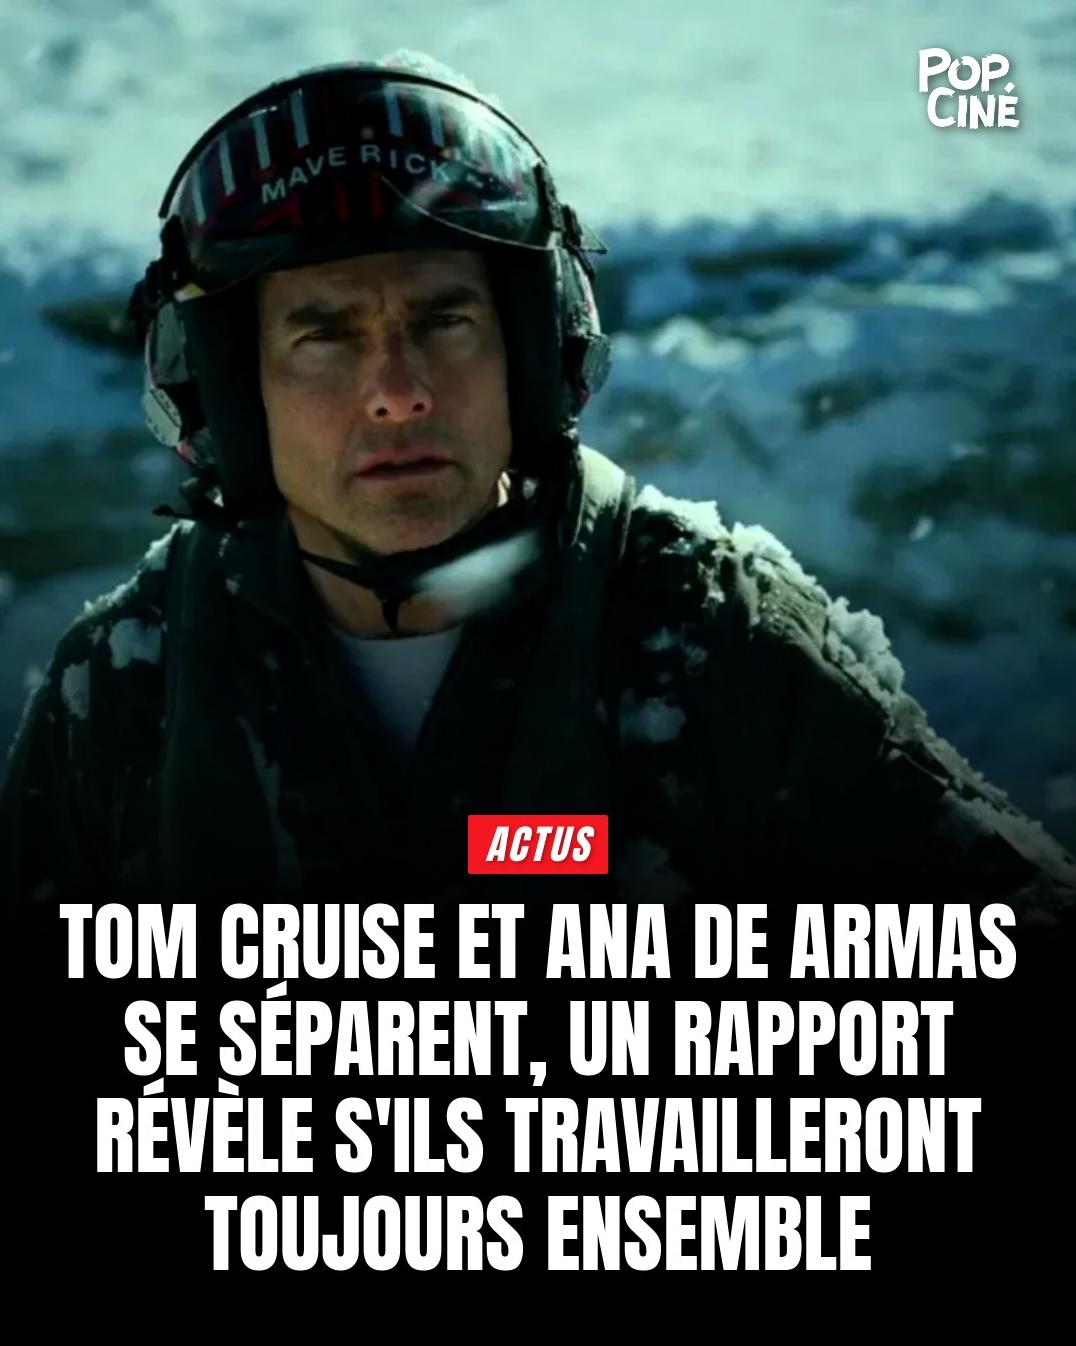 POP.
CINÉ
MAVERICK
ACTUS
TOM CRUISE ET ANA DE ARMAS
SE SÉPARENT, UN RAPPORT
RÉVÈLE S'ILS TRAVAILLERONT
TOUJOURS ENSEMBLE